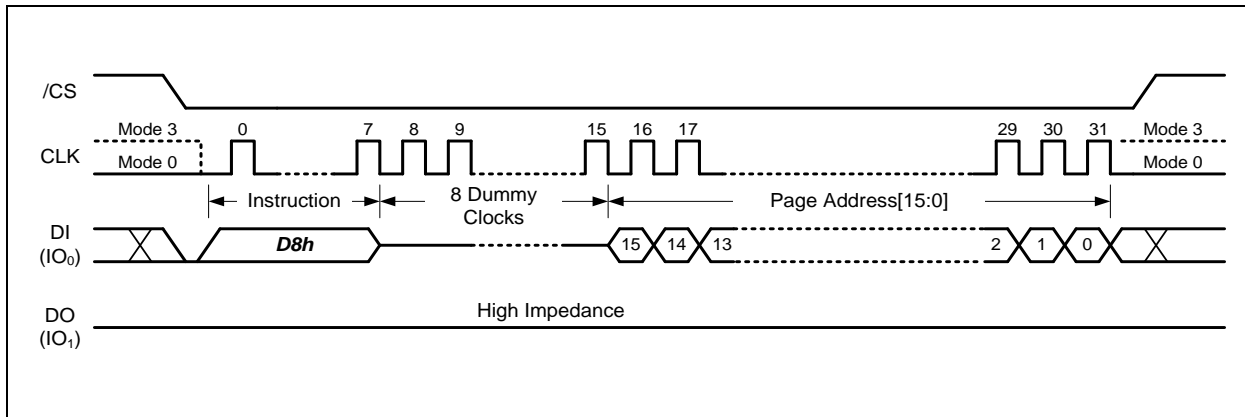 /CS
Mode 3 0 7 8 9 15 16 17 29 30 31 Mode 3
CLK
Mode 0 Mode 0
Instruction 8 Dummy Clocks Page Address[15:0]
DI
(IO₀)
D8h 15 14 13 2 1 0
High Impedance
DO
(IO₁)